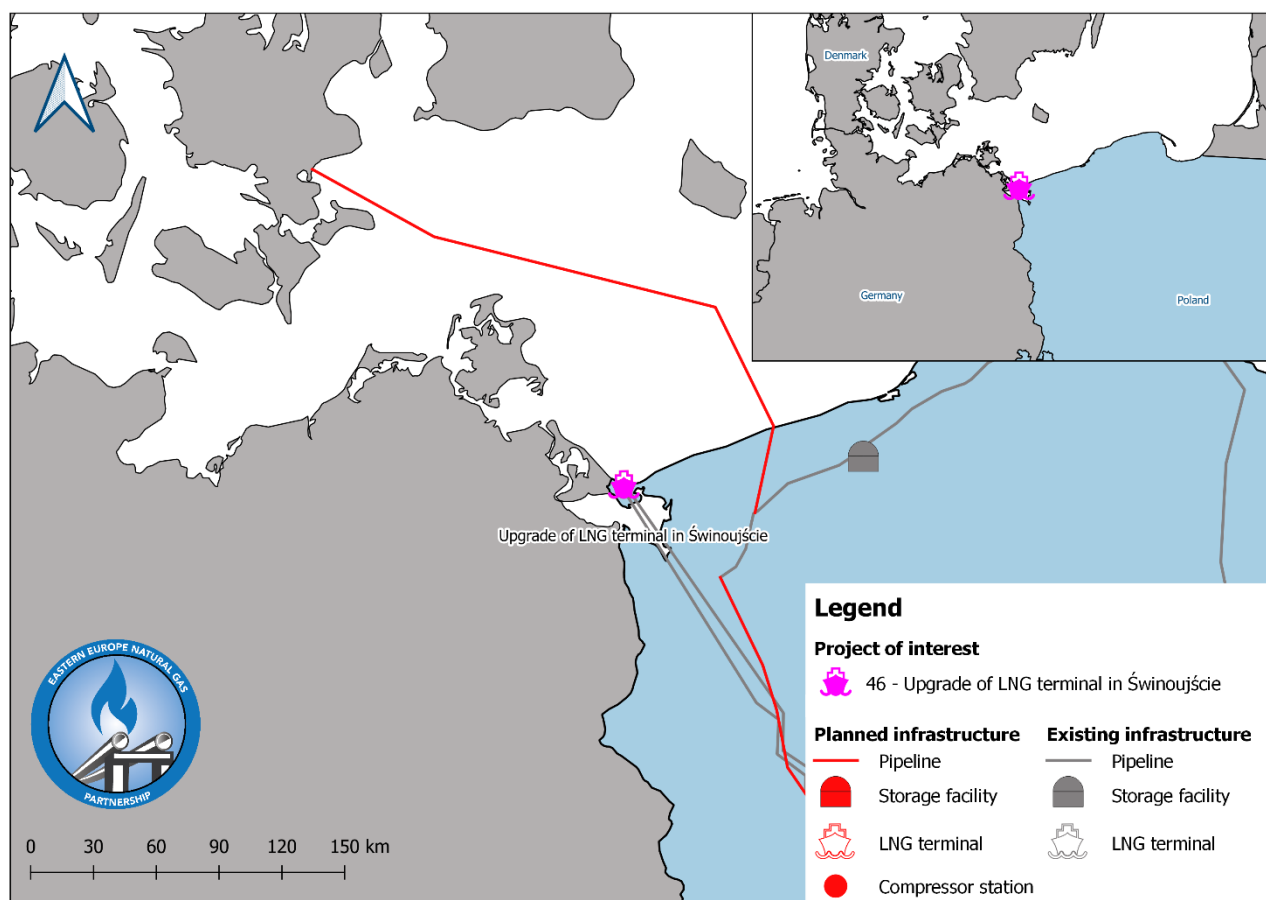 Denmark
Germany
Poland
Upgrade of LNG terminal in Świnoujście
EASTERN EUROPE NATURAL GAS
PARTNERSHIP
0 30 60 90 120 150 km
Legend
Project of interest
46 - Upgrade of LNG terminal in Świnoujście
Planned infrastructure
Pipeline
Storage facility
LNG terminal
Compressor station
Existing infrastructure
Pipeline
Storage facility
LNG terminal